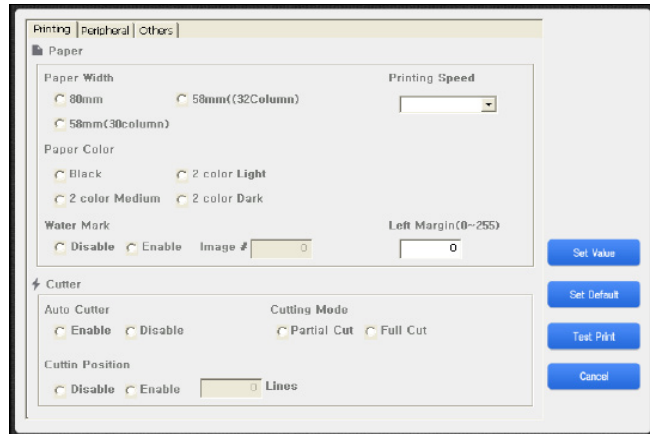 Printing Peripheral Others
Paper
Paper Width Printing Speed
80mm 58mm((32Column)
58mm(30column)
Paper Color
Black 2 color Light
2 color Medium 2 color Dark
Water Mark Left Margin(0~255)
Disable Enable Image # 0 0
Set Value
Cutter
Set Default
Auto Cutter Cutting Mode
Enable Disable Partial Cut Full Cut
Test Print
Cuttin Position
Cancel
Disable Enable 0 Lines